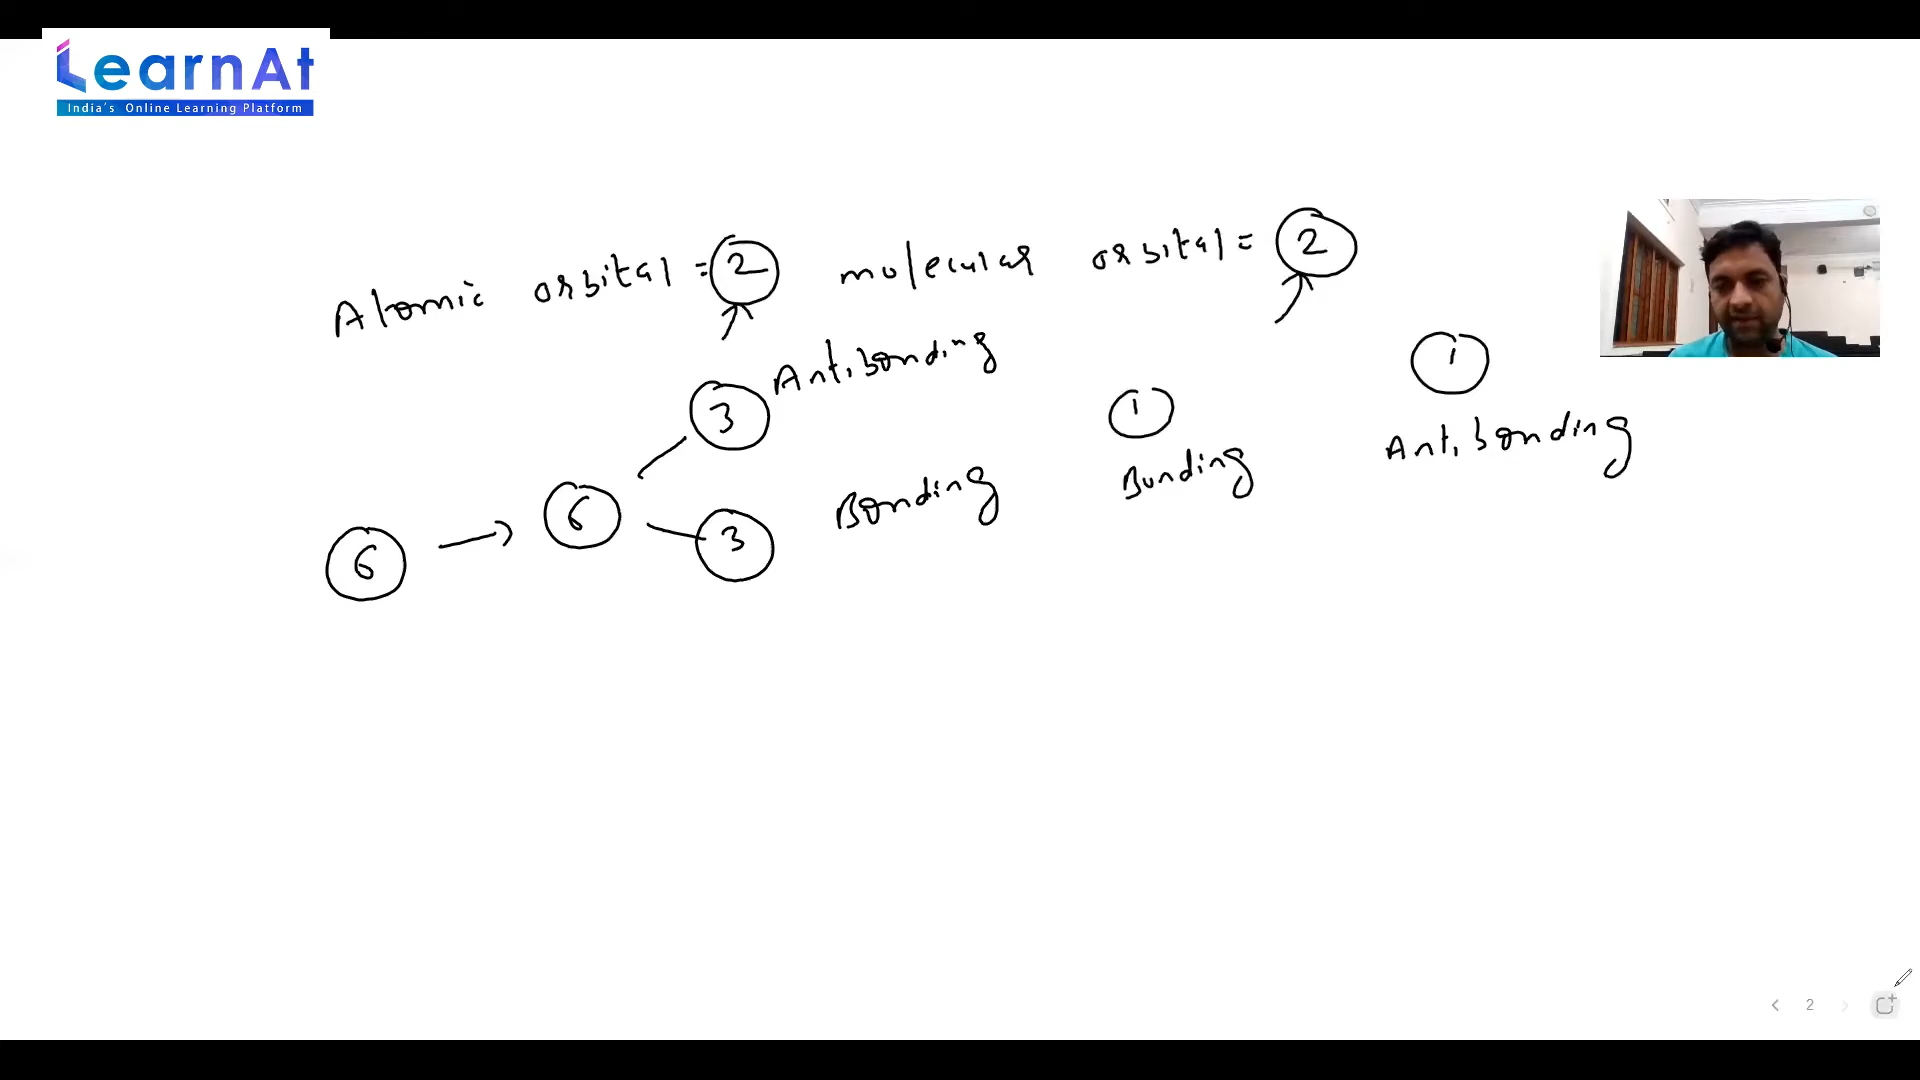 LearnAt
India's Online Learning Platform
Atomic orbital = 2 molecular orbital = 2
3 Antibonding
1 1
Bonding Antibonding
6 → 6 3 Bonding
2